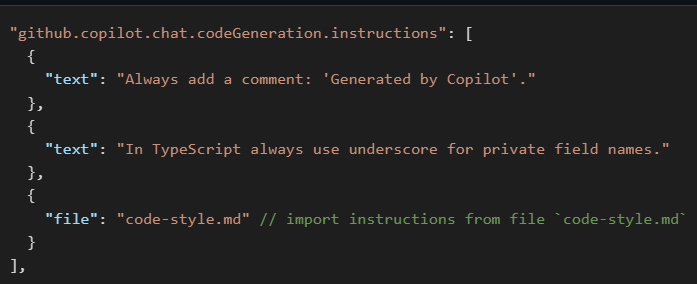 "github.copilot.chat.codeGeneration.instructions": [
  {
    "text": "Always add a comment: 'Generated by Copilot'."
  },
  {
    "text": "In TypeScript always use underscore for private field names."
  },
  {
    "file": "code-style.md" // import instructions from file `code-style.md`
  }
],